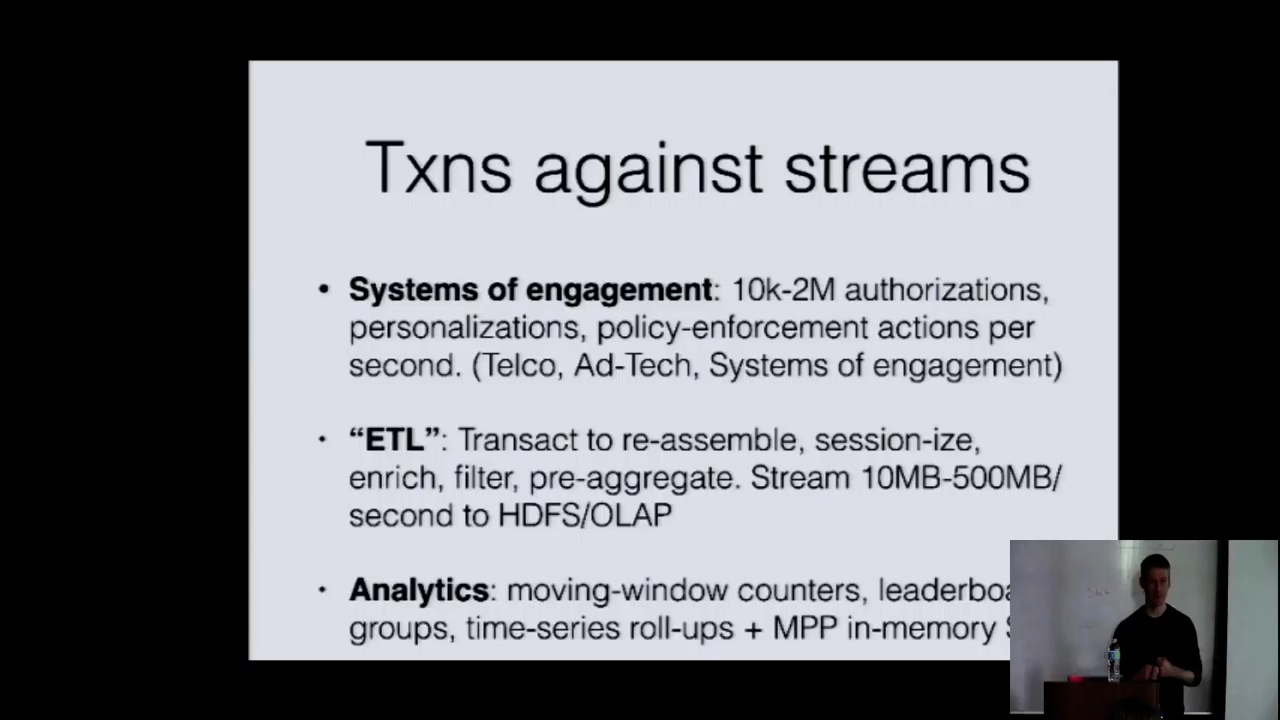 Txns against streams
• Systems of engagement: 10k-2M authorizations,
personalizations, policy-enforcement actions per
second. (Telco, Ad-Tech, Systems of engagement)
• “ETL”: Transact to re-assemble, session-ize,
enrich, filter, pre-aggregate. Stream 10MB-500MB/
second to HDFS/OLAP
• Analytics: moving-window counters,
groups, time-series roll-ups + MPP in-memory